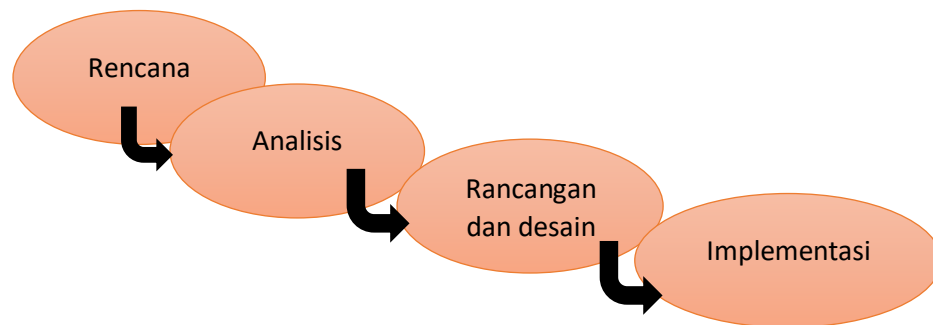 Rencana
Analisis
Rancangan
dan desain
Implementasi